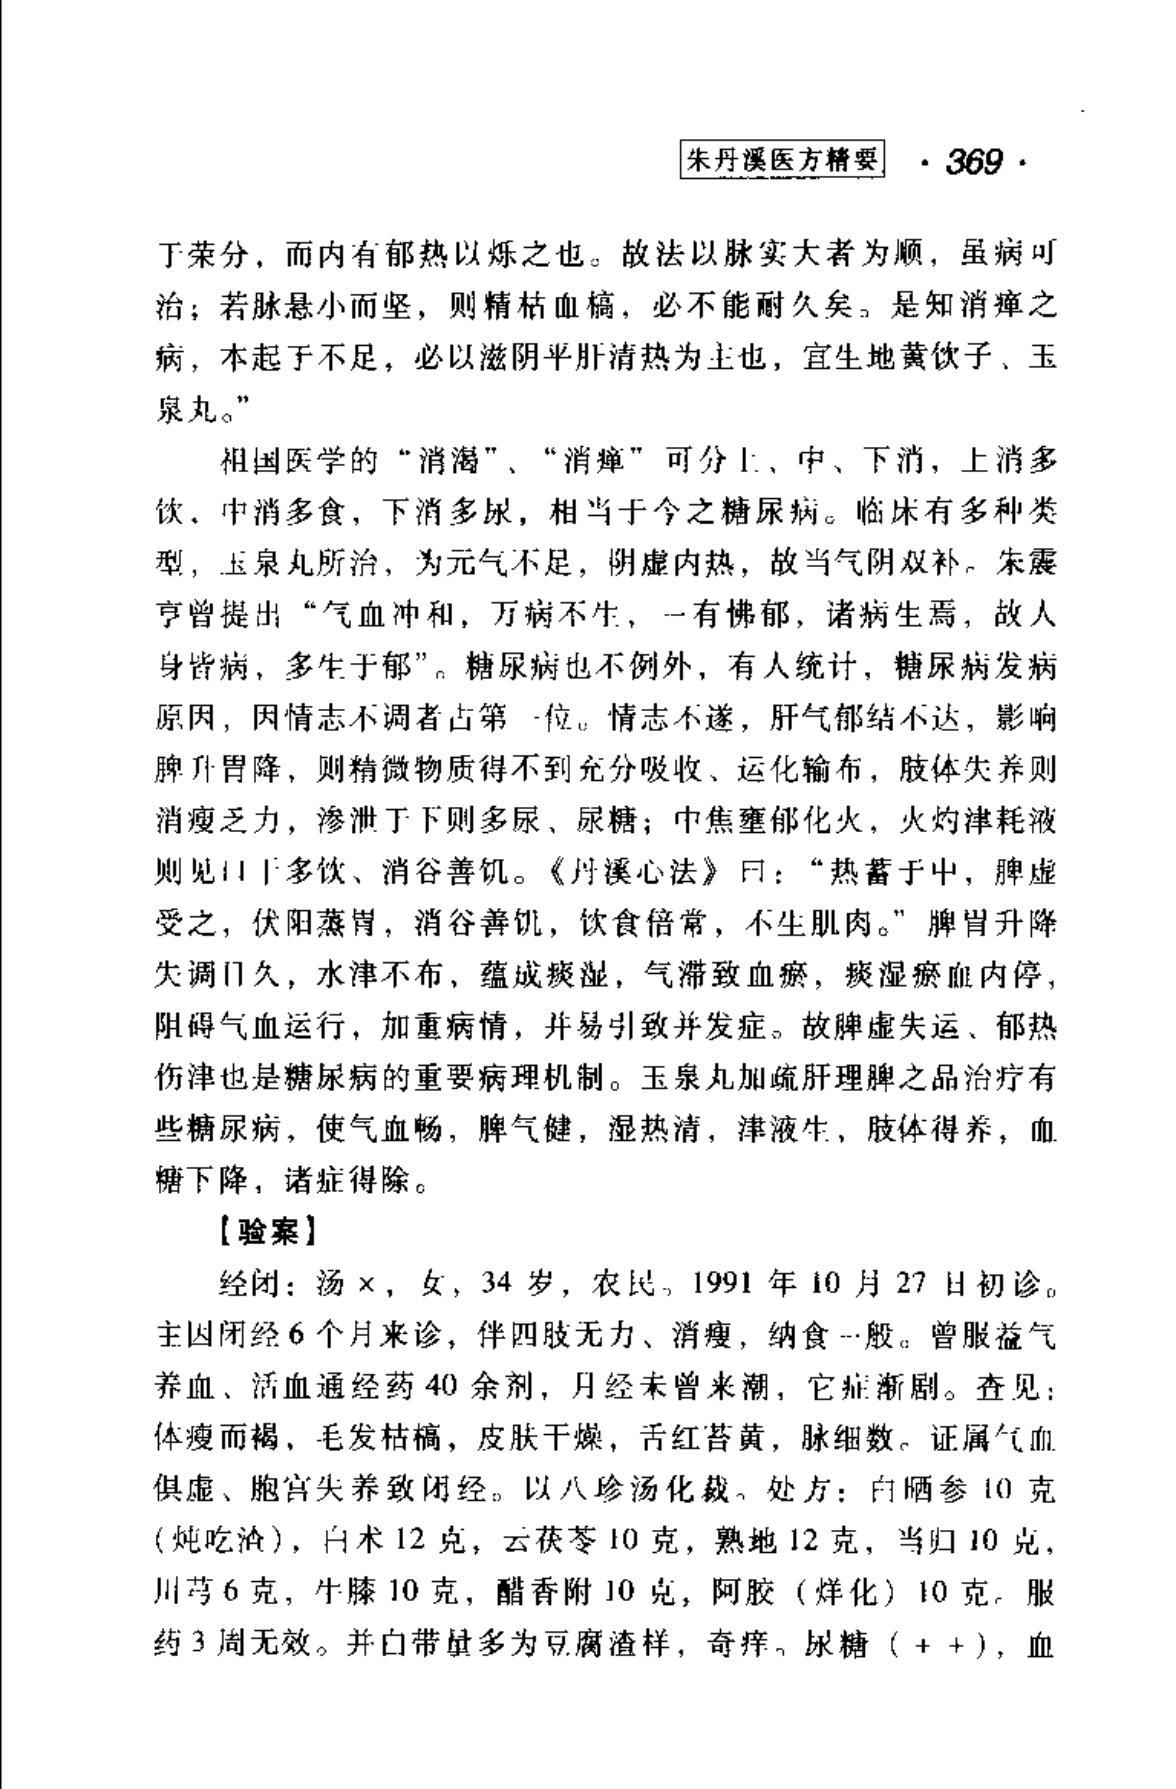 朱丹溪医方精要 ·369·
于荣分，而内有郁热以烁之也。故法以脉实大者为顺，虽病可
治；若脉悬小而坚，则精枯血槁，必不能耐久矣。是知消瘅之
病，本起于不足，必以滋阴平肝清热为主也，宜生地黄饮子、玉
泉丸。”
祖国医学的“消渴”、“消瘅”可分上、中、下消，上消多
饮、中消多食，下消多尿，相当于今之糖尿病。临床有多种类
型，玉泉丸所治，为元气不足，阴虚内热，故当气阴双补。朱震
亨曾提出“气血冲和，万病不生，一有怫郁，诸病生焉，故人
身皆病，多生于郁”。糖尿病也不例外，有人统计，糖尿病发病
原因，因情志不调者占第一位。情志不遂，肝气郁结不达，影响
脾升胃降，则精微物质得不到充分吸收、运化输布，肢体失养则
消瘦乏力，渗泄于下则多尿、尿糖；中焦壅郁化火，火灼津耗液
则见口干多饮、消谷善饥。《丹溪心法》曰：“热蓄于中，脾虚
受之，伏阳蒸胃，消谷善饥，饮食倍常，不生肌肉。”脾胃升降
失调日久，水津不布，蕴成痰湿，气滞致血瘀，痰湿瘀血内停，
阻碍气血运行，加重病情，并易引致并发症。故脾虚失运、郁热
伤津也是糖尿病的重要病理机制。玉泉丸加疏肝理脾之品治疗有
些糖尿病，使气血畅，脾气健，湿热清，津液生，肢体得养，血
糖下降，诸症得除。
【验案】
经闭：汤×，女，34岁，农民。1991年10月27日初诊。
主因闭经6个月来诊，伴四肢无力、消瘦，纳食一般。曾服益气
养血、活血通经药40余剂，月经未曾来潮，它症渐剧。查见：
体瘦而褐，毛发枯槁，皮肤干燥，舌红苔黄，脉细数。证属气血
俱虚、胞宫失养致闭经。以八珍汤化裁。处方：白晒参10克
（炖吃渣），白术12克，云茯苓10克，熟地12克，当归10克，
川芎6克，牛膝10克，醋香附10克，阿胶（烊化）10克。服
药3周无效。并白带量多为豆腐渣样，奇痒。尿糖（++），血